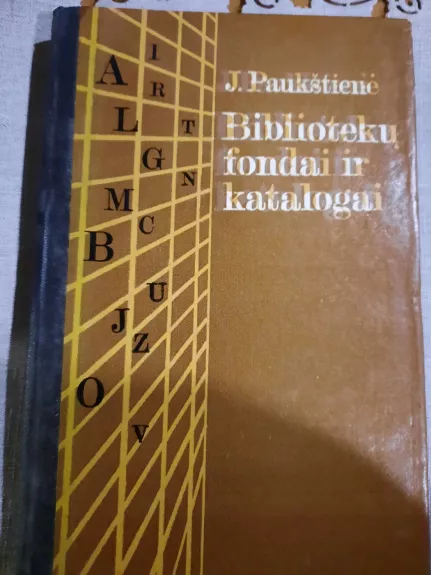 J. Paukštienė
Bibliotekų
fondai ir
katalogai
I
A
R
L
T
G
N
M
C
B
U
J
Z
O
V